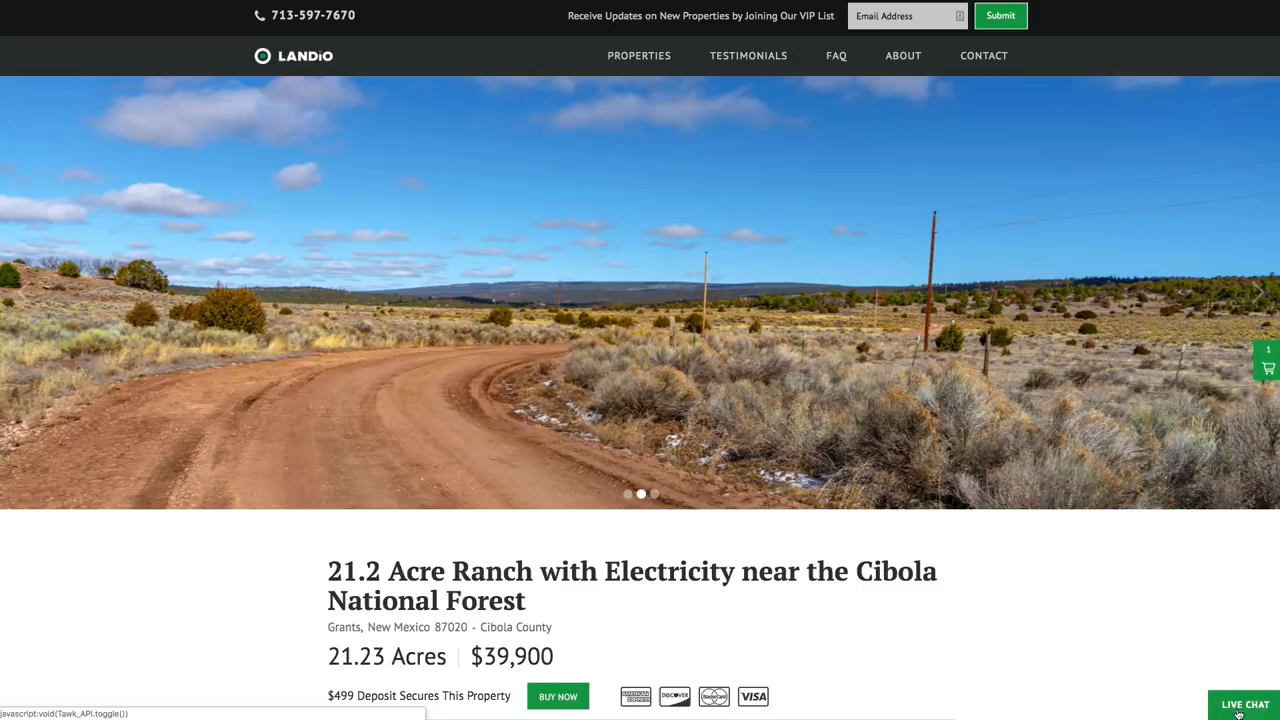 713-597-7670
Receive Updates on New Properties by Joining Our VIP List
Email Address
Submit
LANDiO
PROPERTIES
TESTIMONIALS
FAQ
ABOUT
CONTACT
1
21.2 Acre Ranch with Electricity near the Cibola
National Forest
Grants, New Mexico 87020 - Cibola County
21.23 Acres
$39,900
$499 Deposit Secures This Property
BUY NOW
AMERICAN EXPRESS
DISCOVER
MasterCard
VISA
LIVE CHAT
javascript:void(Tawk_API.toggle())